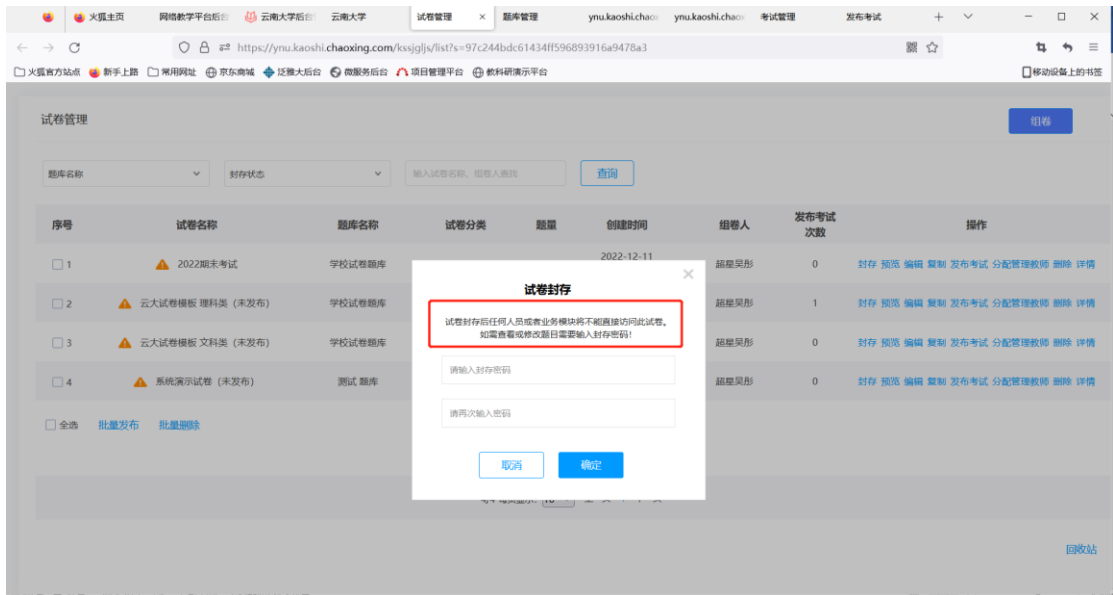 火狐主页 网络教学平台后台 云南大学后台 云南大学 试卷管理 × 题库管理 ynu.kaoshi.chao ynu.kaoshi.chao 考试管理 发布考试
https://ynu.kaoshi.chaoxing.com/kssjgljs/list?s=97c244bdc61434ff596893916a9478a3
火狐官方站点 新手上路 常用网址 京东商城 泛雅大后台 微服务后台 项目管理平台 教科研演示平台 移动设备上的书签
试卷管理 组卷
题库名称 封存状态 输入试卷名称、组卷人查找 查询
序号 试卷名称 题库名称 试卷分类 题量 创建时间 组卷人 发布考试次数 操作
1 2022期末考试 学校试卷题库 2022-12-11 超星吴彤 0 封存 预览 编辑 复制 发布考试 分配管理教师 删除 详情
2 云大试卷模板 理科类（未发布） 学校试卷题库 超星吴彤 1 封存 预览 编辑 复制 发布考试 分配管理教师 删除 详情
3 云大试卷模板 文科类（未发布） 学校试卷题库 超星吴彤 0 封存 预览 编辑 复制 发布考试 分配管理教师 删除 详情
4 系统演示试卷（未发布） 测试 题库 超星吴彤 0 封存 预览 编辑 复制 发布考试 分配管理教师 删除 详情
试卷封存
试卷封存后任何人员或者业务模块将不能直接访问此试卷。
如需查看或修改题目需要输入封存密码！
请输入封存密码
请再次输入密码
取消 确定
全选 批量发布 批量删除
回收站